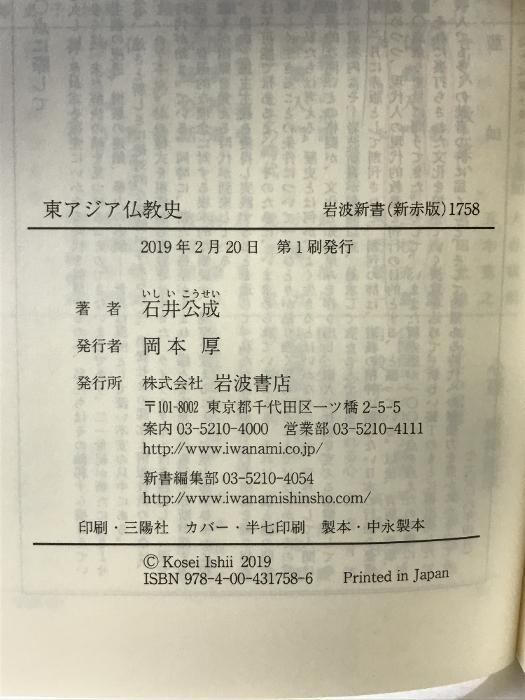 東アジア仏教史 岩波新書(新赤版)1758
2019年2月20日 第1刷発行
いし い こうせい
著 者 石井公成
発行者 岡本 厚
発行所 株式会社 岩波書店
〒101-8002 東京都千代田区一ツ橋2-5-5
案内 03-5210-4000 営業部 03-5210-4111
http://www.iwanami.co.jp/
新書編集部 03-5210-4054
http://www.iwanamishinsho.com/
印刷・三陽社 カバー・半七印刷 製本・中永製本
© Kosei Ishii 2019
ISBN 978-4-00-431758-6 Printed in Japan